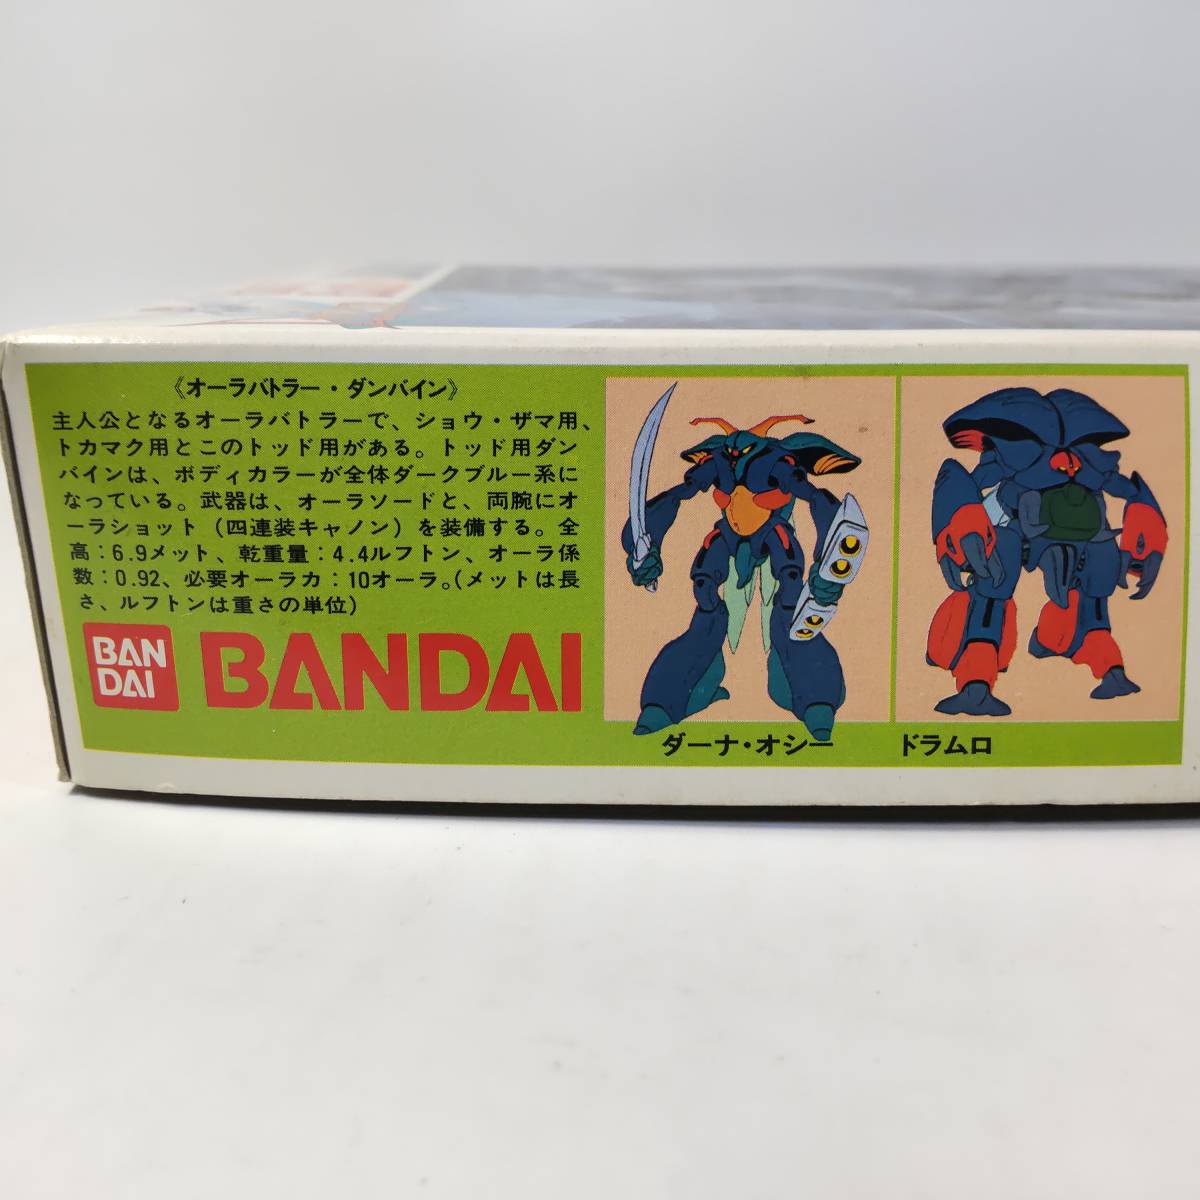 《オーラバトラー・ダンバイン》
主人公となるオーラバトラーで、ショウ・ザマ用、
トカマク用とこのトッド用がある。トッド用ダン
バインは、ボディカラーが全体ダークブルー系に
なっている。武器は、オーラソードと、両腕にオ
ーラショット（四連装キャノン）を装備する。全
高：6.9メット、乾重量：4.4ルフトン、オーラ係
数：0.92、必要オーラカ：10オーラ。(メットは長
さ、ルフトンは重さの単位)
BAN
DAI
BANDAI
ダーナ・オシー
ドラムロ